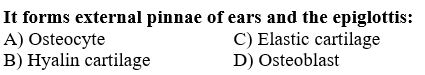 It forms external pinnae of ears and the epiglottis:
A) Osteocyte C) Elastic cartilage
B) Hyalin cartilage D) Osteoblast